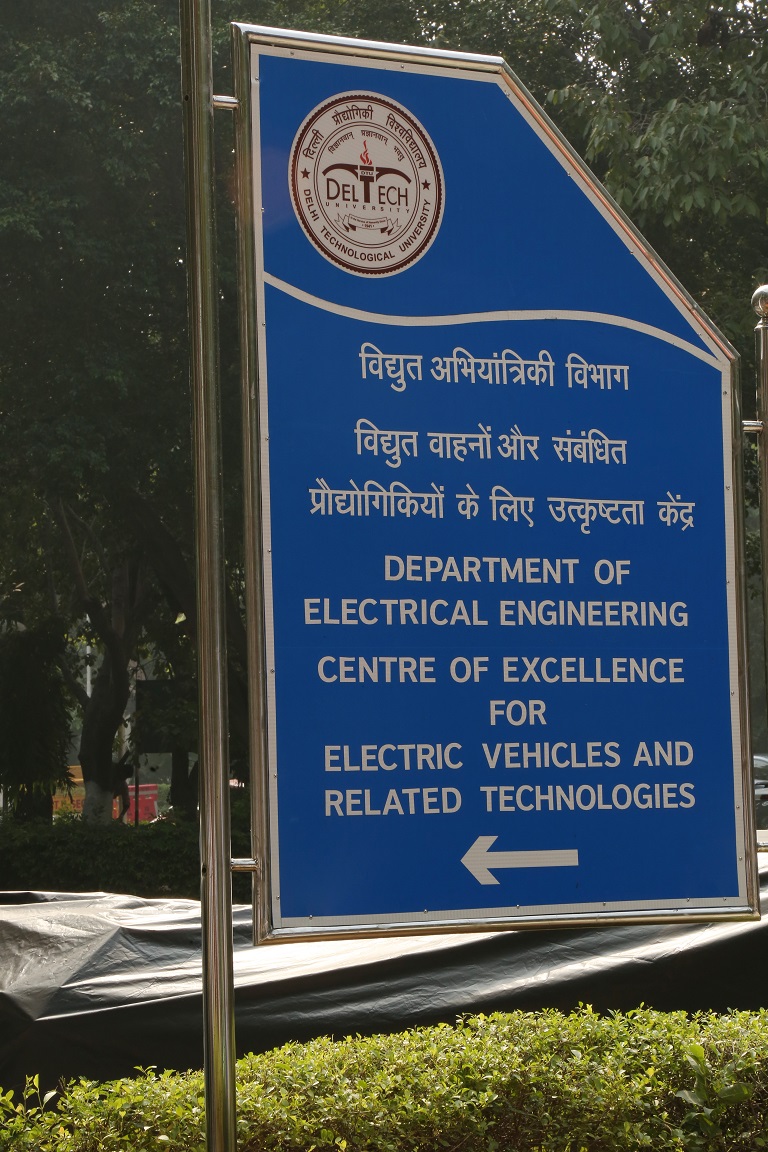 दिल्ली प्रौद्योगिकी विश्वविद्यालय
DELTECH
UNIVERSITY
DELHI TECHNOLOGICAL UNIVERSITY
विद्युत अभियांत्रिकी विभाग
विद्युत वाहनों और संबंधित
प्रौद्योगिकियों के लिए उत्कृष्टता केंद्र
DEPARTMENT OF
ELECTRICAL ENGINEERING
CENTRE OF EXCELLENCE
FOR
ELECTRIC VEHICLES AND
RELATED TECHNOLOGIES